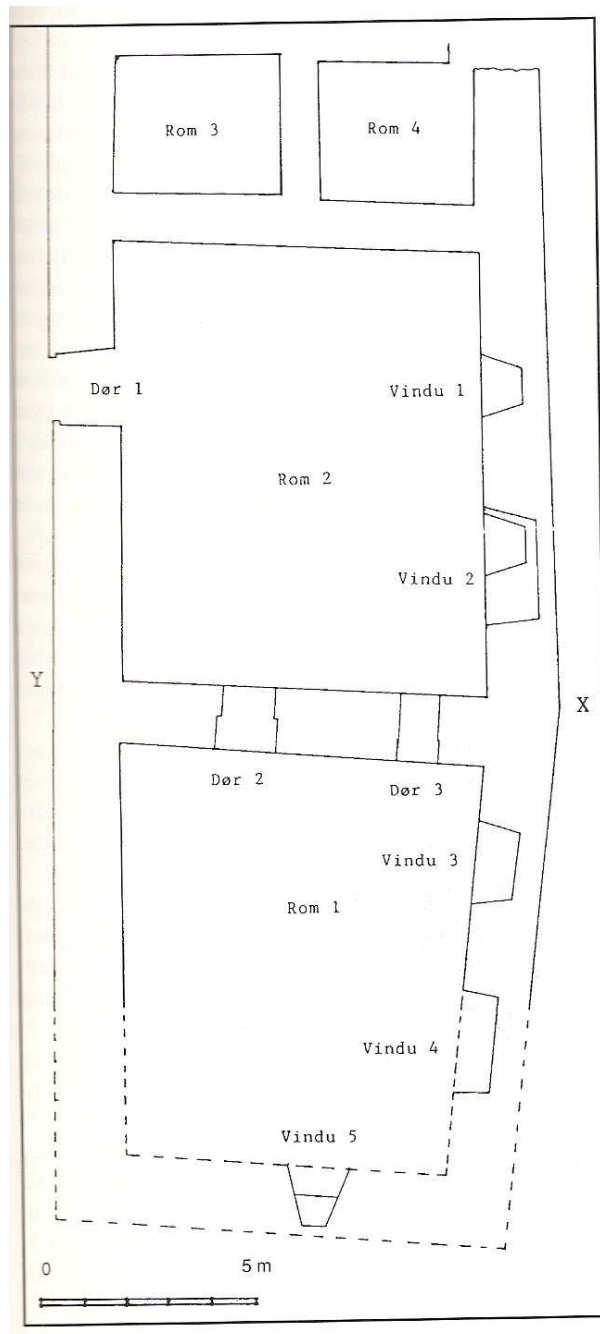 Rom 3
Rom 4
Dør 1
Vindu 1
Rom 2
Vindu 2
Y
X
Dør 2
Dør 3
Vindu 3
Rom 1
Vindu 4
Vindu 5
0
5 m